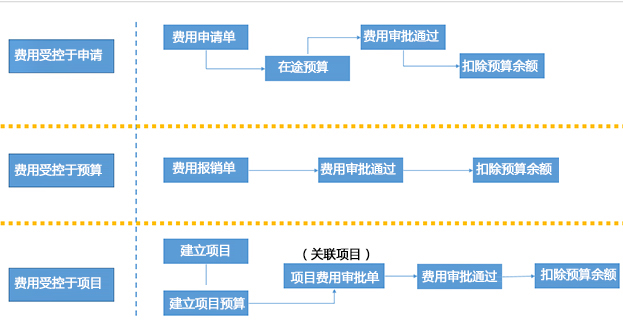 费用申请单
费用审批通过
费用受控于申请
在途预算
扣除预算余额
费用受控于预算
费用报销单
费用审批通过
扣除预算余额
建立项目
（关联项目）
费用受控于项目
项目费用审批单
费用审批通过
扣除预算余额
建立项目预算